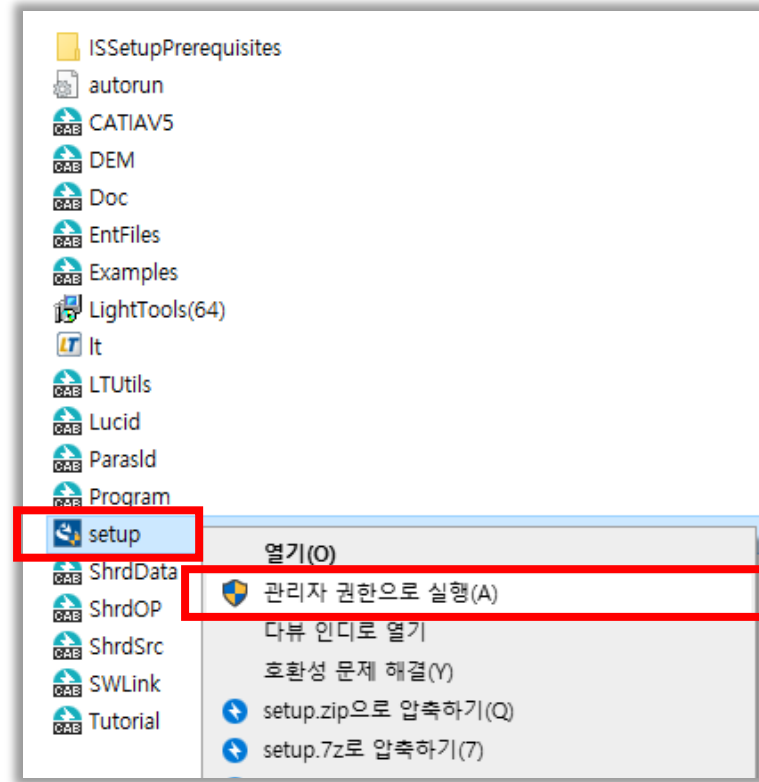 ISSetupPrerequisites
autorun
CATIAV5
DEM
Doc
EntFiles
Examples
LightTools(64)
lt
LTUtils
Lucid
Parasld
Program
setup
열기(O)
ShrdData
관리자 권한으로 실행(A)
ShrdOP
다뷰 인디로 열기
ShrdSrc
호환성 문제 해결(Y)
SWLink
setup.zip으로 압축하기(Q)
Tutorial
setup.7z로 압축하기(7)